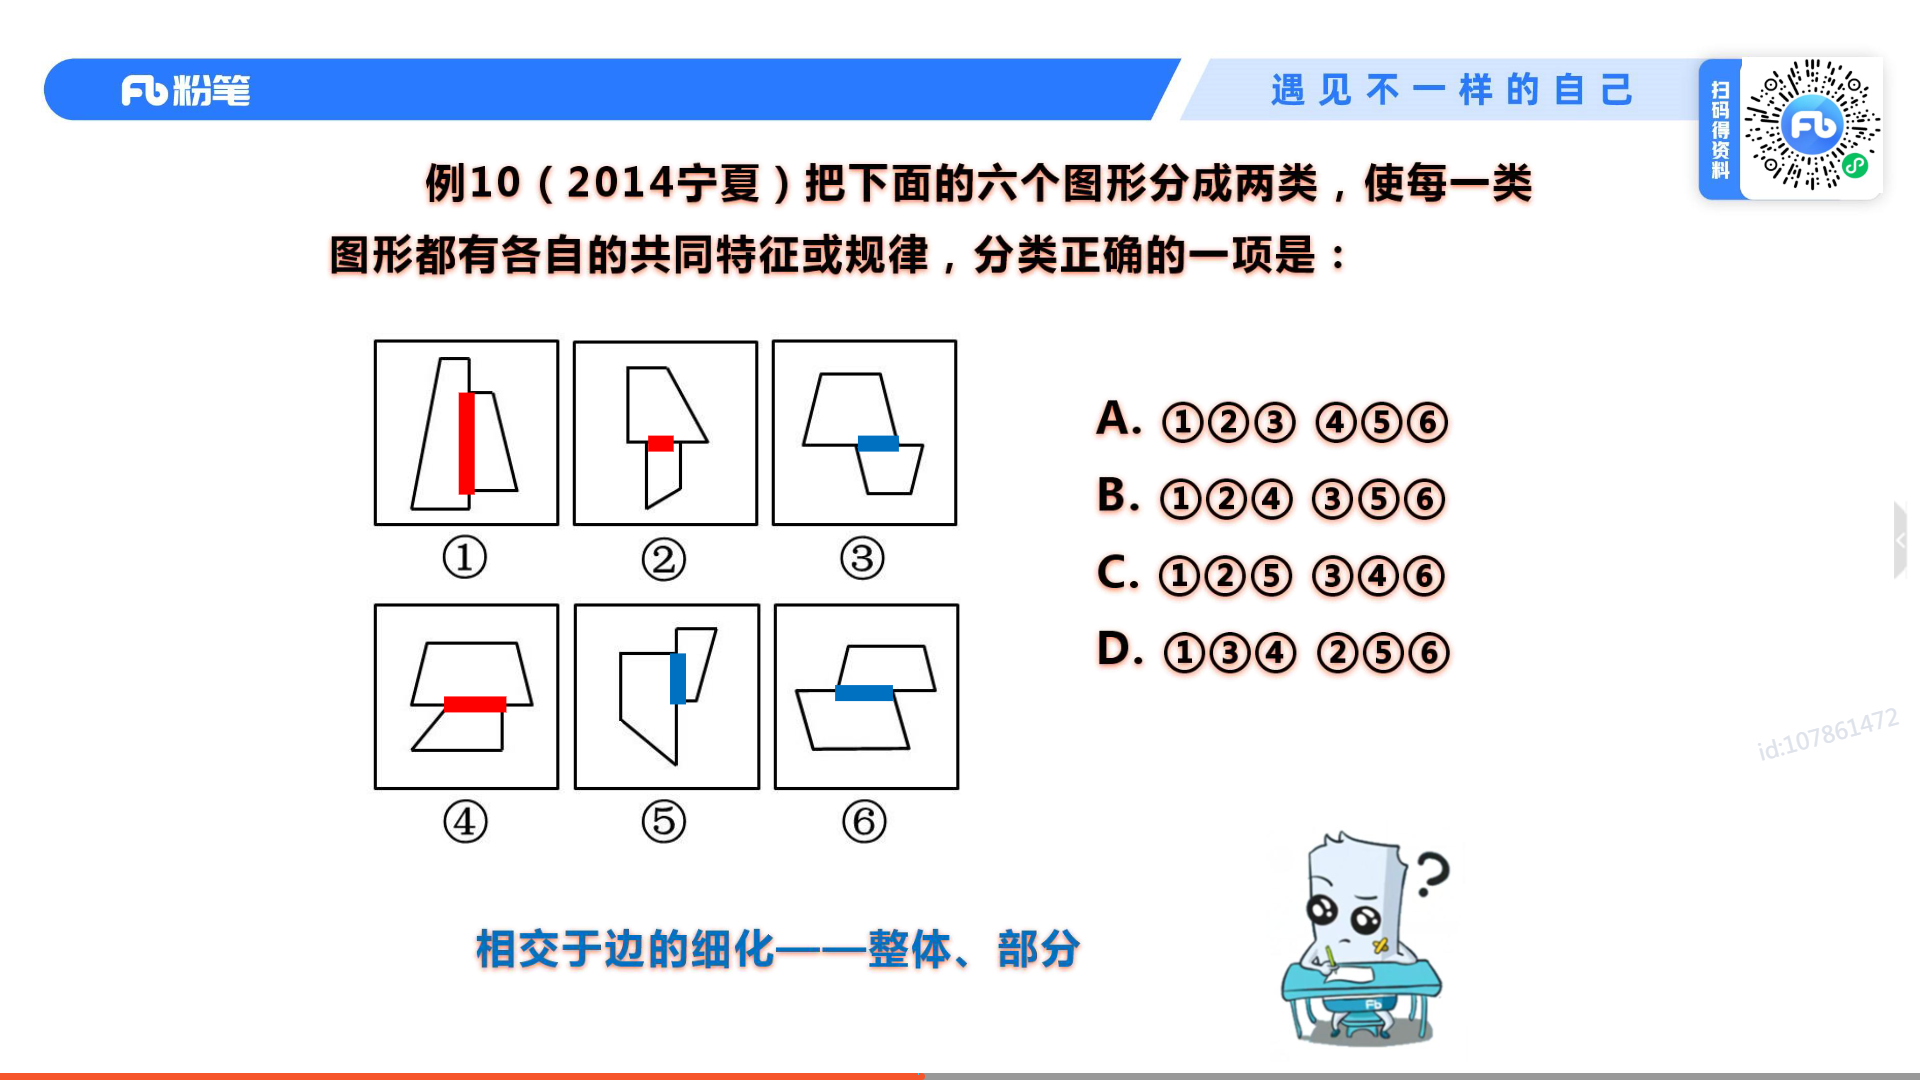 粉笔
遇见不一样的自己
扫码得资料
例10（2014宁夏）把下面的六个图形分成两类，使每一类
图形都有各自的共同特征或规律，分类正确的一项是：
A. ①②③ ④⑤⑥
B. ①②④ ③⑤⑥
C. ①②⑤ ③④⑥
D. ①③④ ②⑤⑥
① ② ③
④ ⑤ ⑥
id:107861472
相交于边的细化——整体、部分
?
Fb